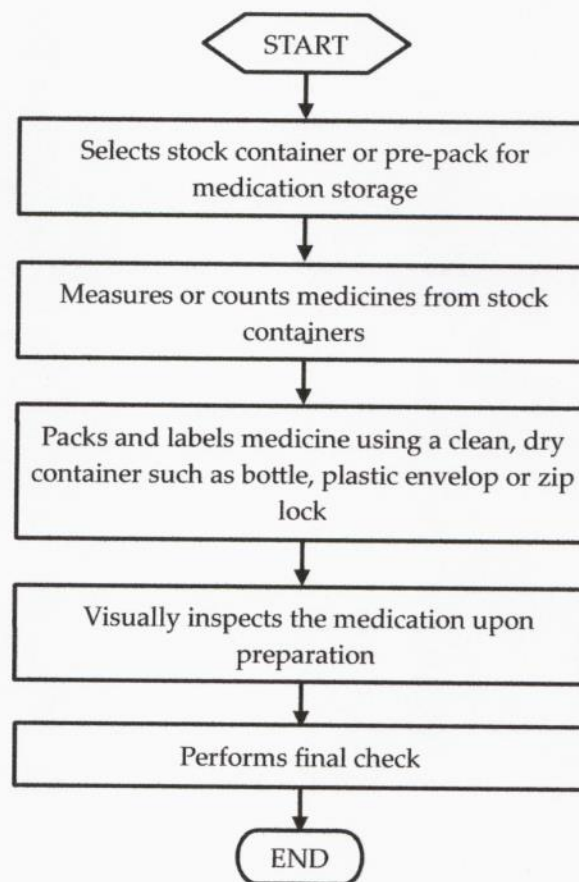 START
Selects stock container or pre-pack for
medication storage
Measures or counts medicines from stock
containers
Packs and labels medicine using a clean, dry
container such as bottle, plastic envelop or zip
lock
Visually inspects the medication upon
preparation
Performs final check
END